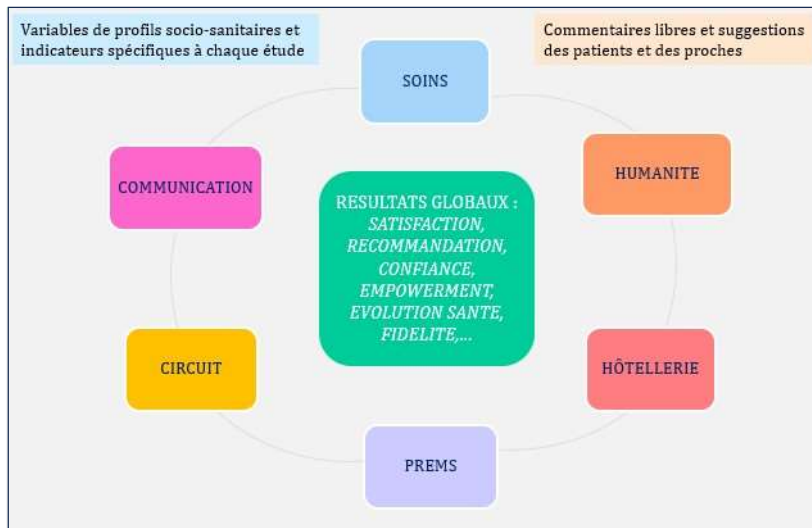 Variables de profils socio-sanitaires et
indicateurs spécifiques à chaque étude
Commentaires libres et suggestions
des patients et des proches
SOINS
COMMUNICATION
HUMANITE
RESULTATS GLOBAUX :
SATISFACTION,
RECOMMANDATION,
CONFIANCE,
EMPOWERMENT,
EVOLUTION SANTE,
FIDELITE,...
CIRCUIT
HÔTELLERIE
PREMS